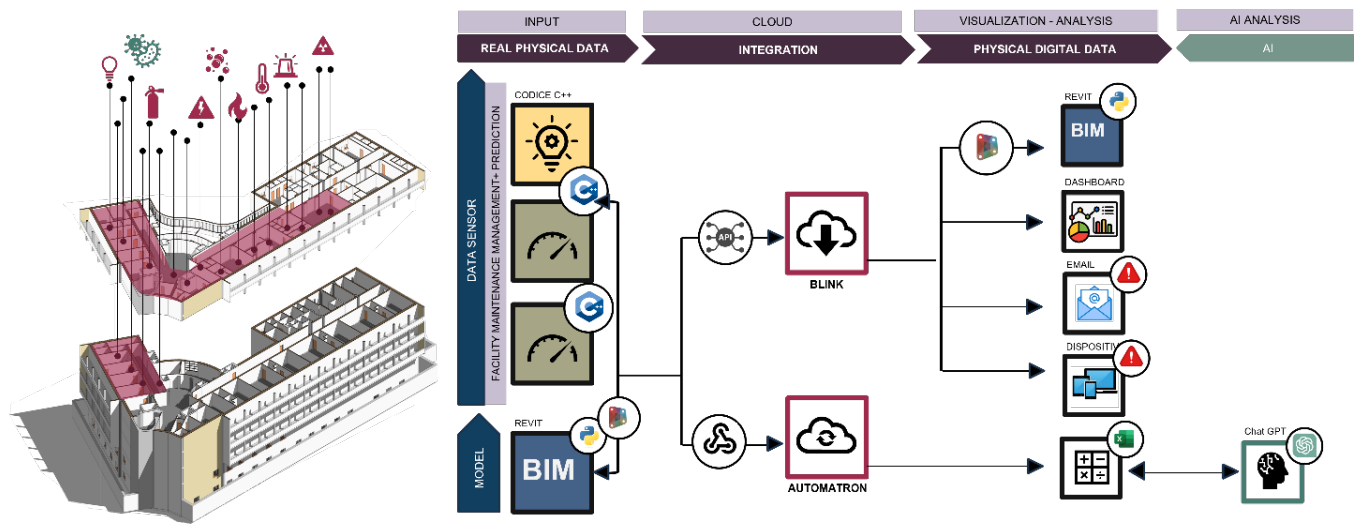 INPUT
CLOUD
VISUALIZATION - ANALYSIS
AI ANALYSIS
REAL PHYSICAL DATA
INTEGRATION
PHYSICAL DIGITAL DATA
AI
DATA SENSOR
FACILITY MAINTENANCE MANAGEMENT+ PREDICTION
CODICE C++
C++
C++
MODEL
REVIT
BIM
API
BLINK
AUTOMATRON
REVIT
BIM
DASHBOARD
EMAIL
@
DISPOSITIV
X
Chat GPT